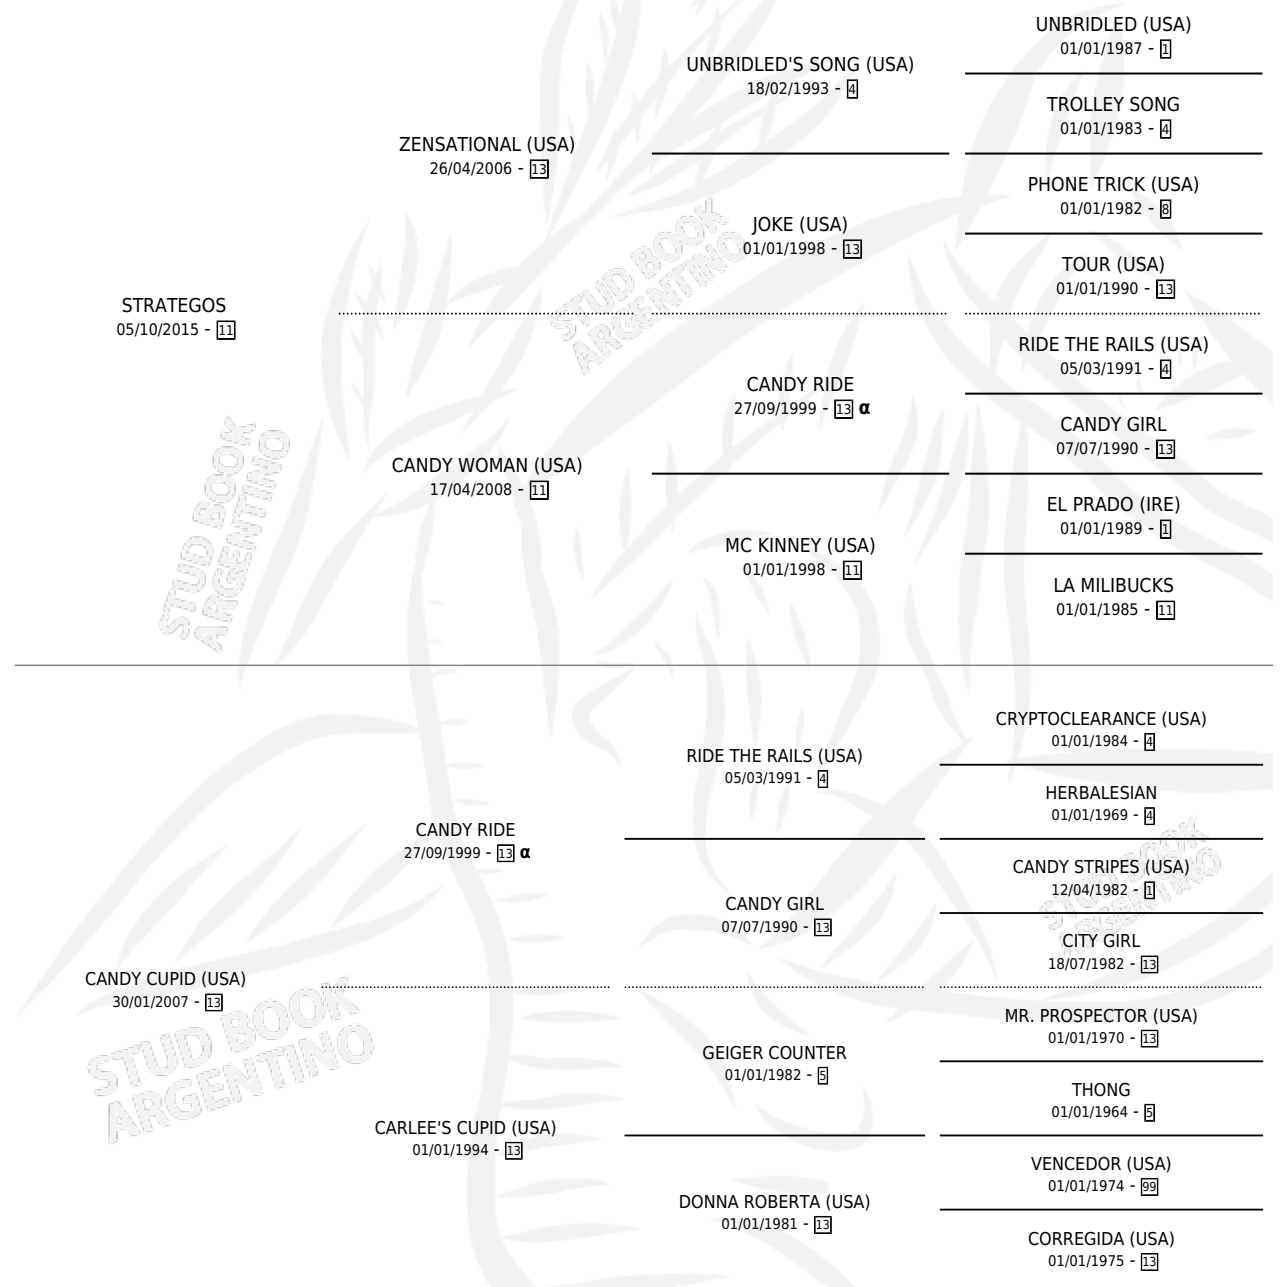 UNBRIDLED (USA)
01/01/1987 - 1
UNBRIDLED'S SONG (USA)
18/02/1993 - 4
TROLLEY SONG
01/01/1983 - 4
ZENSATIONAL (USA)
26/04/2006 - 13
PHONE TRICK (USA)
01/01/1982 - 8
JOKE (USA)
01/01/1998 - 13
TOUR (USA)
01/01/1990 - 13
STRATEGOS
05/10/2015 - 11
RIDE THE RAILS (USA)
05/03/1991 - 4
CANDY RIDE
27/09/1999 - 13 α
CANDY GIRL
07/07/1990 - 13
CANDY WOMAN (USA)
17/04/2008 - 11
EL PRADO (IRE)
01/01/1989 - 1
MC KINNEY (USA)
01/01/1998 - 11
LA MILIBUCKS
01/01/1985 - 11
CRYPTOCLEARANCE (USA)
01/01/1984 - 4
RIDE THE RAILS (USA)
05/03/1991 - 4
HERBALESIAN
01/01/1969 - 4
CANDY RIDE
27/09/1999 - 13 α
CANDY STRIPES (USA)
12/04/1982 - 1
CANDY GIRL
07/07/1990 - 13
CITY GIRL
18/07/1982 - 13
CANDY CUPID (USA)
30/01/2007 - 13
MR. PROSPECTOR (USA)
01/01/1970 - 13
GEIGER COUNTER
01/01/1982 - 5
THONG
01/01/1964 - 5
CARLEE'S CUPID (USA)
01/01/1994 - 13
VENCEDOR (USA)
01/01/1974 - 99
DONNA ROBERTA (USA)
01/01/1981 - 13
CORREGIDA (USA)
01/01/1975 - 13
STUD BOOK
ARGENTINO
STUD BOOK
ARGENTINO
STUD BOOK
ARGENTINO
STUD BOOK
ARGENTINO